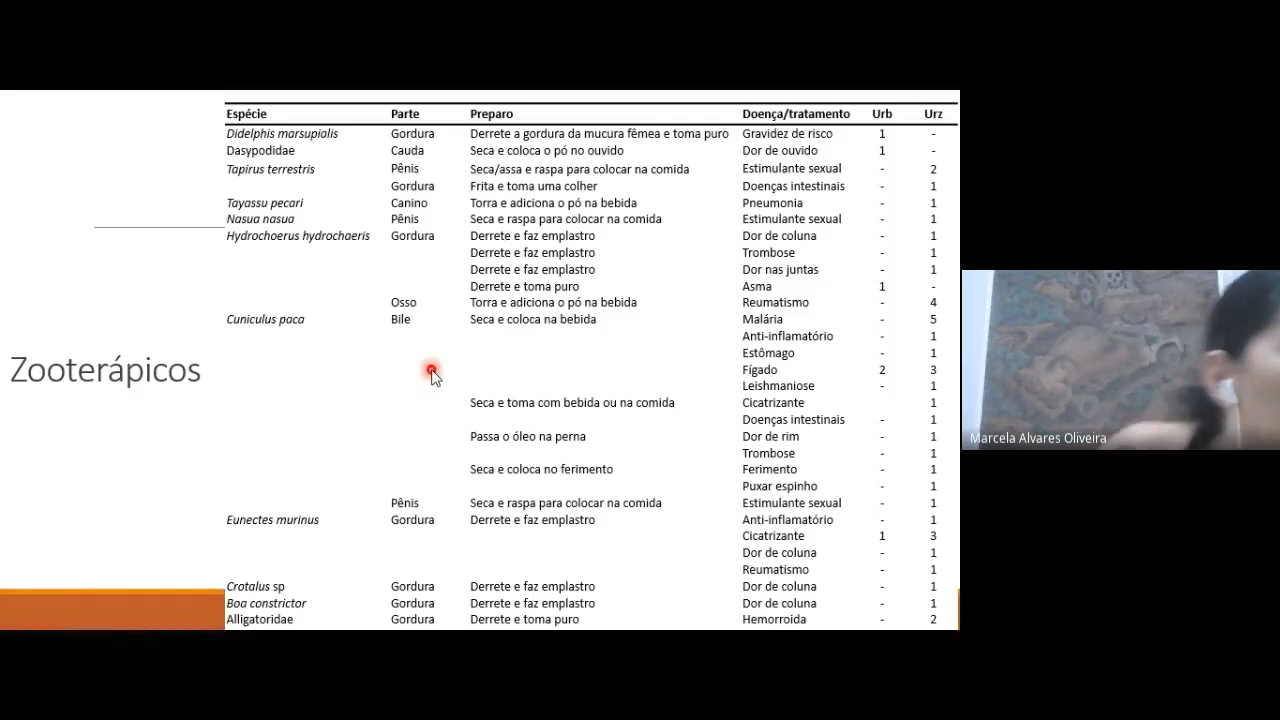 Espécie Parte Preparo Doença/tratamento Urb Urz
Didelphis marsupialis Gordura Derrete a gordura da mucura fêmea e toma puro Gravidez de risco 1 -
Dasypodidae Cauda Seca e coloca o pó no ouvido Dor de ouvido 1 -
Tapirus terrestris Pênis Seca/assa e raspa para colocar na comida Estimulante sexual - 2
Gordura Frita e toma uma colher Doenças intestinais - 1
Tayassu pecari Canino Torra e adiciona o pó na bebida Pneumonia - 1
Nasua nasua Pênis Seca e raspa para colocar na comida Estimulante sexual - 1
Hydrochoerus hydrochaeris Gordura Derrete e faz emplastro Dor de coluna - 1
Derrete e faz emplastro Trombose - 1
Derrete e faz emplastro Dor nas juntas - 1
Derrete e toma puro Asma 1 -
Osso Torra e adiciona o pó na bebida Reumatismo - 4
Cuniculus paca Bile Seca e coloca na bebida Malária - 5
Anti-inflamatório - 1
Estômago - 1
Zooterápicos
Fígado 2 3
Leishmaniose - 1
Seca e toma com bebida ou na comida Cicatrizante 1
Doenças intestinais - 1
Passa o óleo na perna Dor de rim - 1
Trombose - 1
Seca e coloca no ferimento Ferimento - 1
Puxar espinho - 1
Pênis Seca e raspa para colocar na comida Estimulante sexual - 1
Eunectes murinus Gordura Derrete e faz emplastro Anti-inflamatório - 1
Cicatrizante 1 3
Dor de coluna - 1
Reumatismo - 1
Crotalus sp Gordura Derrete e faz emplastro Dor de coluna - 1
Boa constrictor Gordura Derrete e faz emplastro Dor de coluna - 1
Alligatoridae Gordura Derrete e toma puro Hemorroida - 2
Marcela Alvares Oliveira